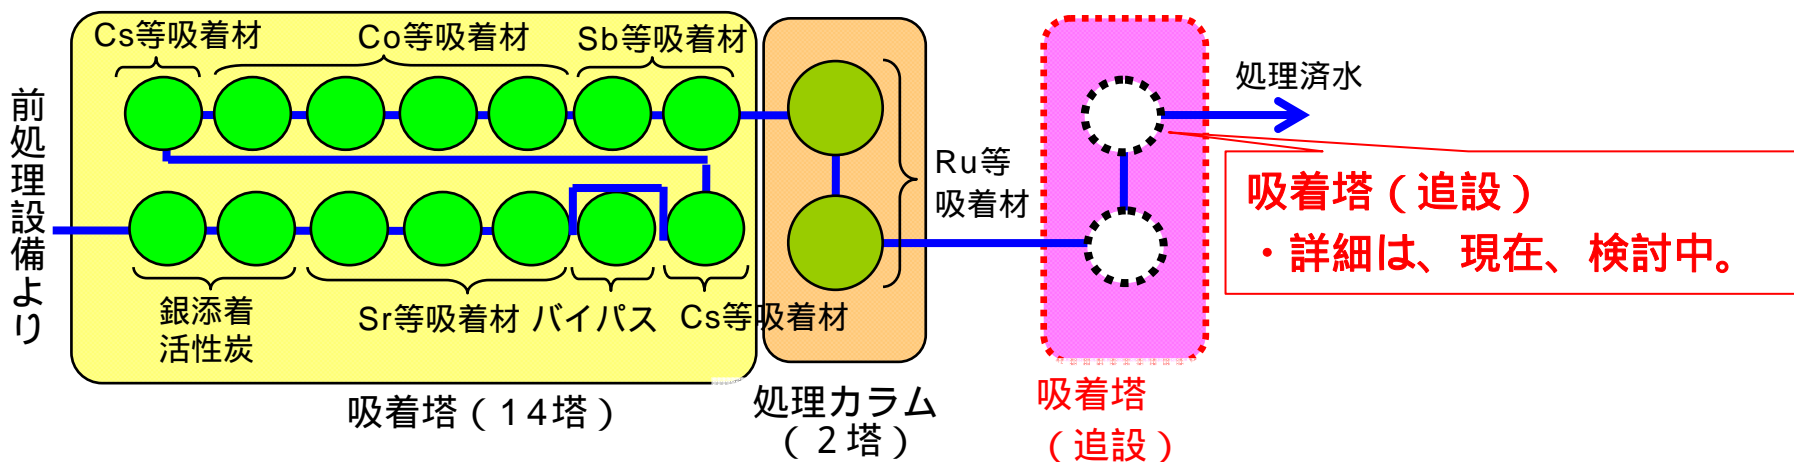 Cs等吸着材
Co等吸着材
Sb等吸着材
処理済水
前処理設備より
Ru等
吸着材
吸着塔（追設）
・詳細は、現在、検討中。
銀添着
活性炭
Sr等吸着材
バイパス
Cs等吸着材
吸着塔（14塔）
処理カラム
（２塔）
吸着塔
（追設）